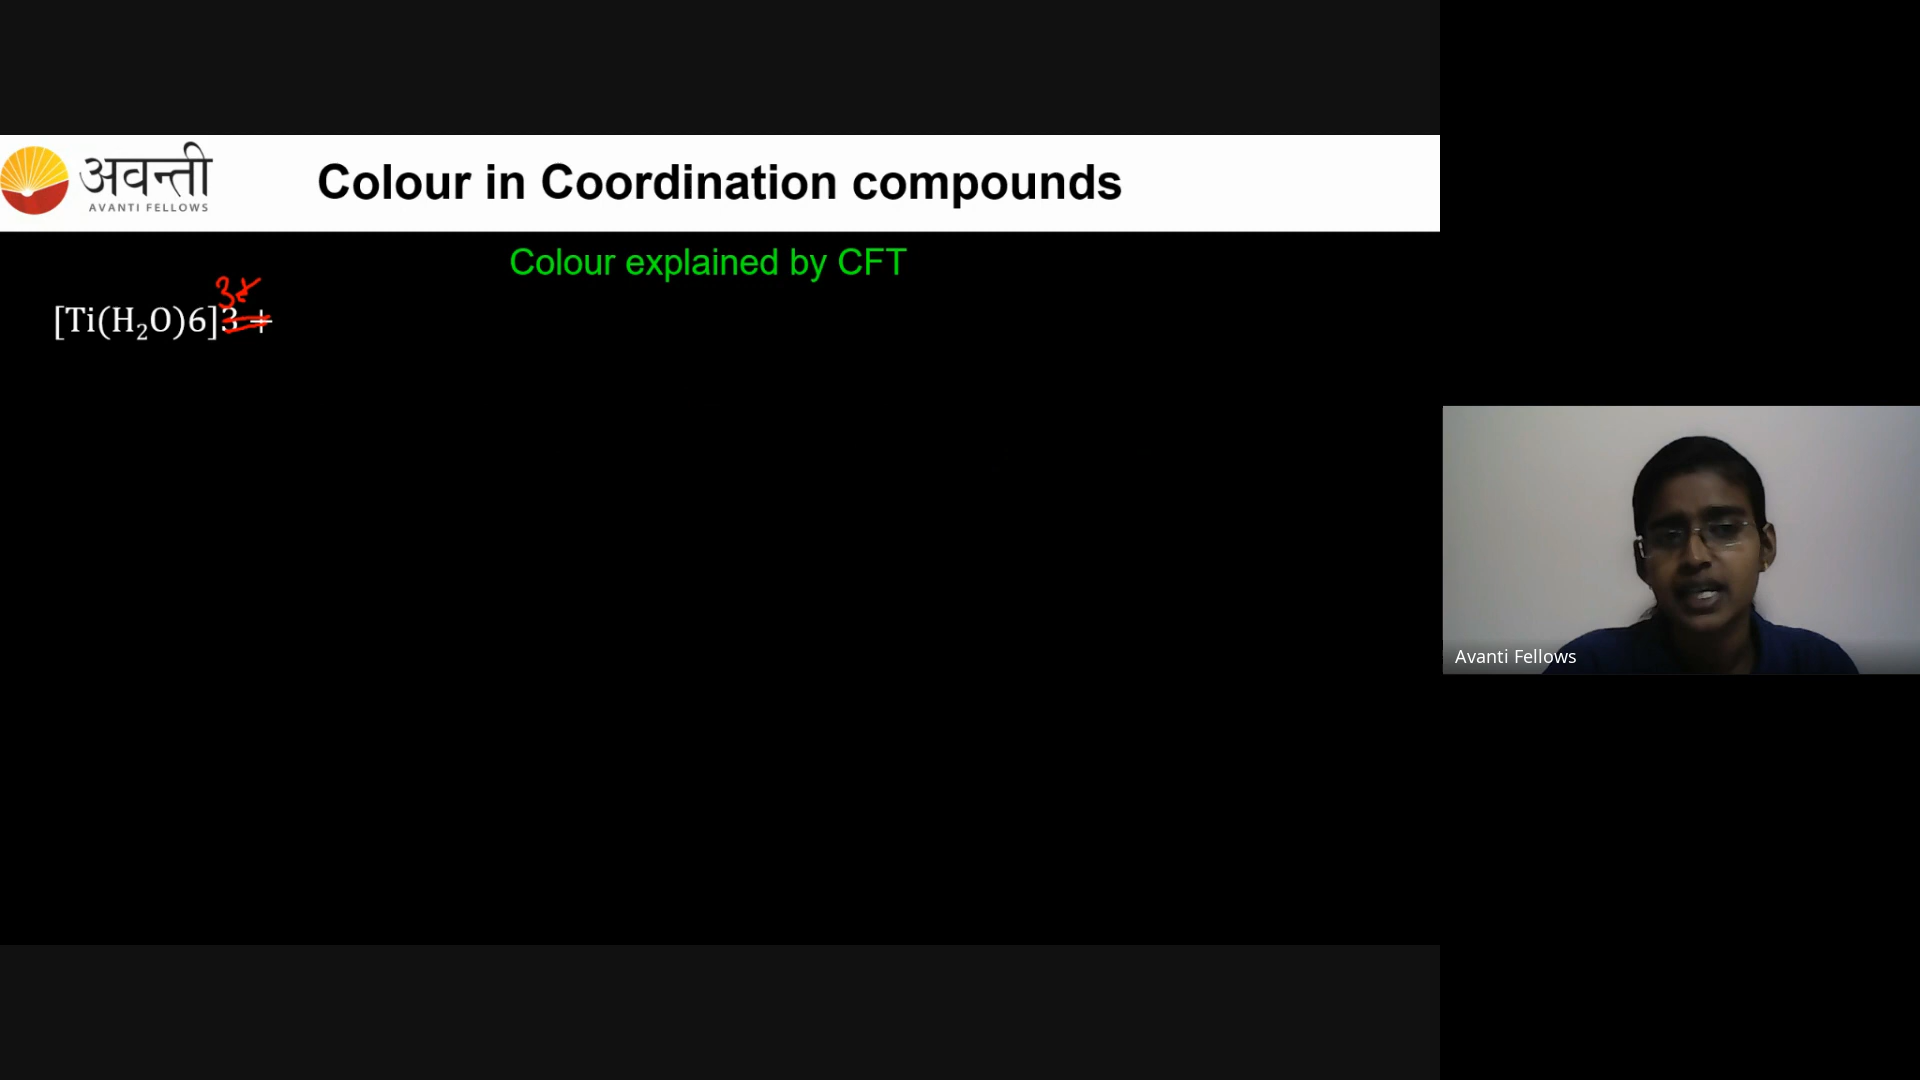 अवन्ती
AVANTI FELLOWS
Colour in Coordination compounds
Colour explained by CFT
3+
[Ti(H₂O)6]3 +
Avanti Fellows